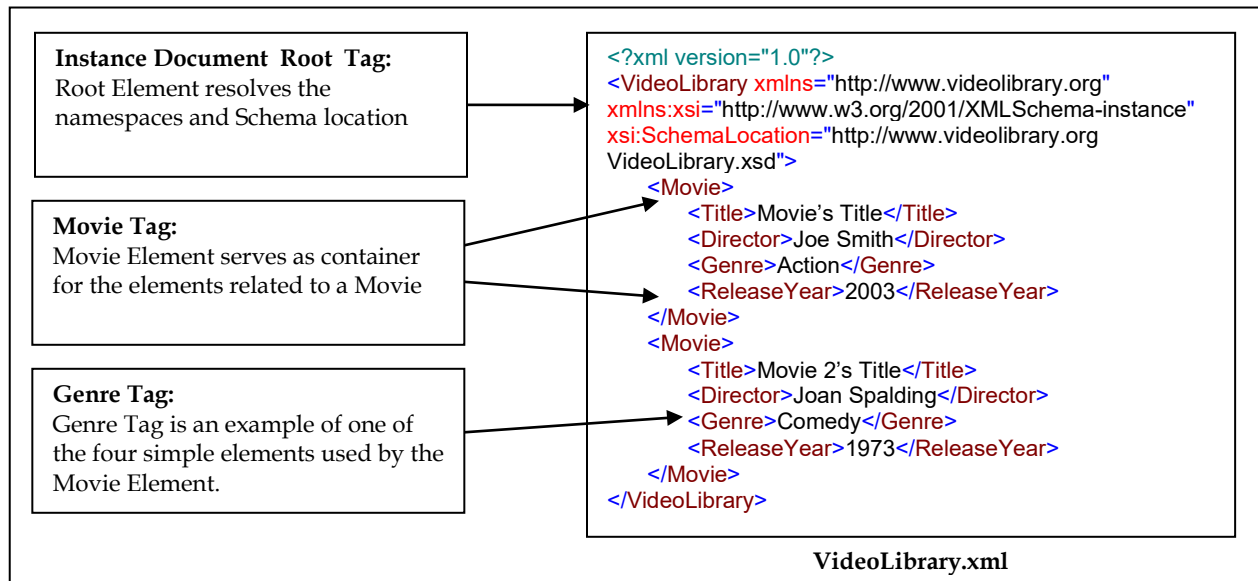 Instance Document Root Tag:
Root Element resolves the
namespaces and Schema location
Movie Tag:
Movie Element serves as container
for the elements related to a Movie
Genre Tag:
Genre Tag is an example of one of
the four simple elements used by the
Movie Element.
<?xml version="1.0"?>
<VideoLibrary xmlns="http://www.videolibrary.org"
xmlns:xsi="http://www.w3.org/2001/XMLSchema-instance"
xsi:SchemaLocation="http://www.videolibrary.org
VideoLibrary.xsd">
<Movie>
<Title>Movie’s Title</Title>
<Director>Joe Smith</Director>
<Genre>Action</Genre>
<ReleaseYear>2003</ReleaseYear>
</Movie>
<Movie>
<Title>Movie 2’s Title</Title>
<Director>Joan Spalding</Director>
<Genre>Comedy</Genre>
<ReleaseYear>1973</ReleaseYear>
</Movie>
</VideoLibrary>
VideoLibrary.xml